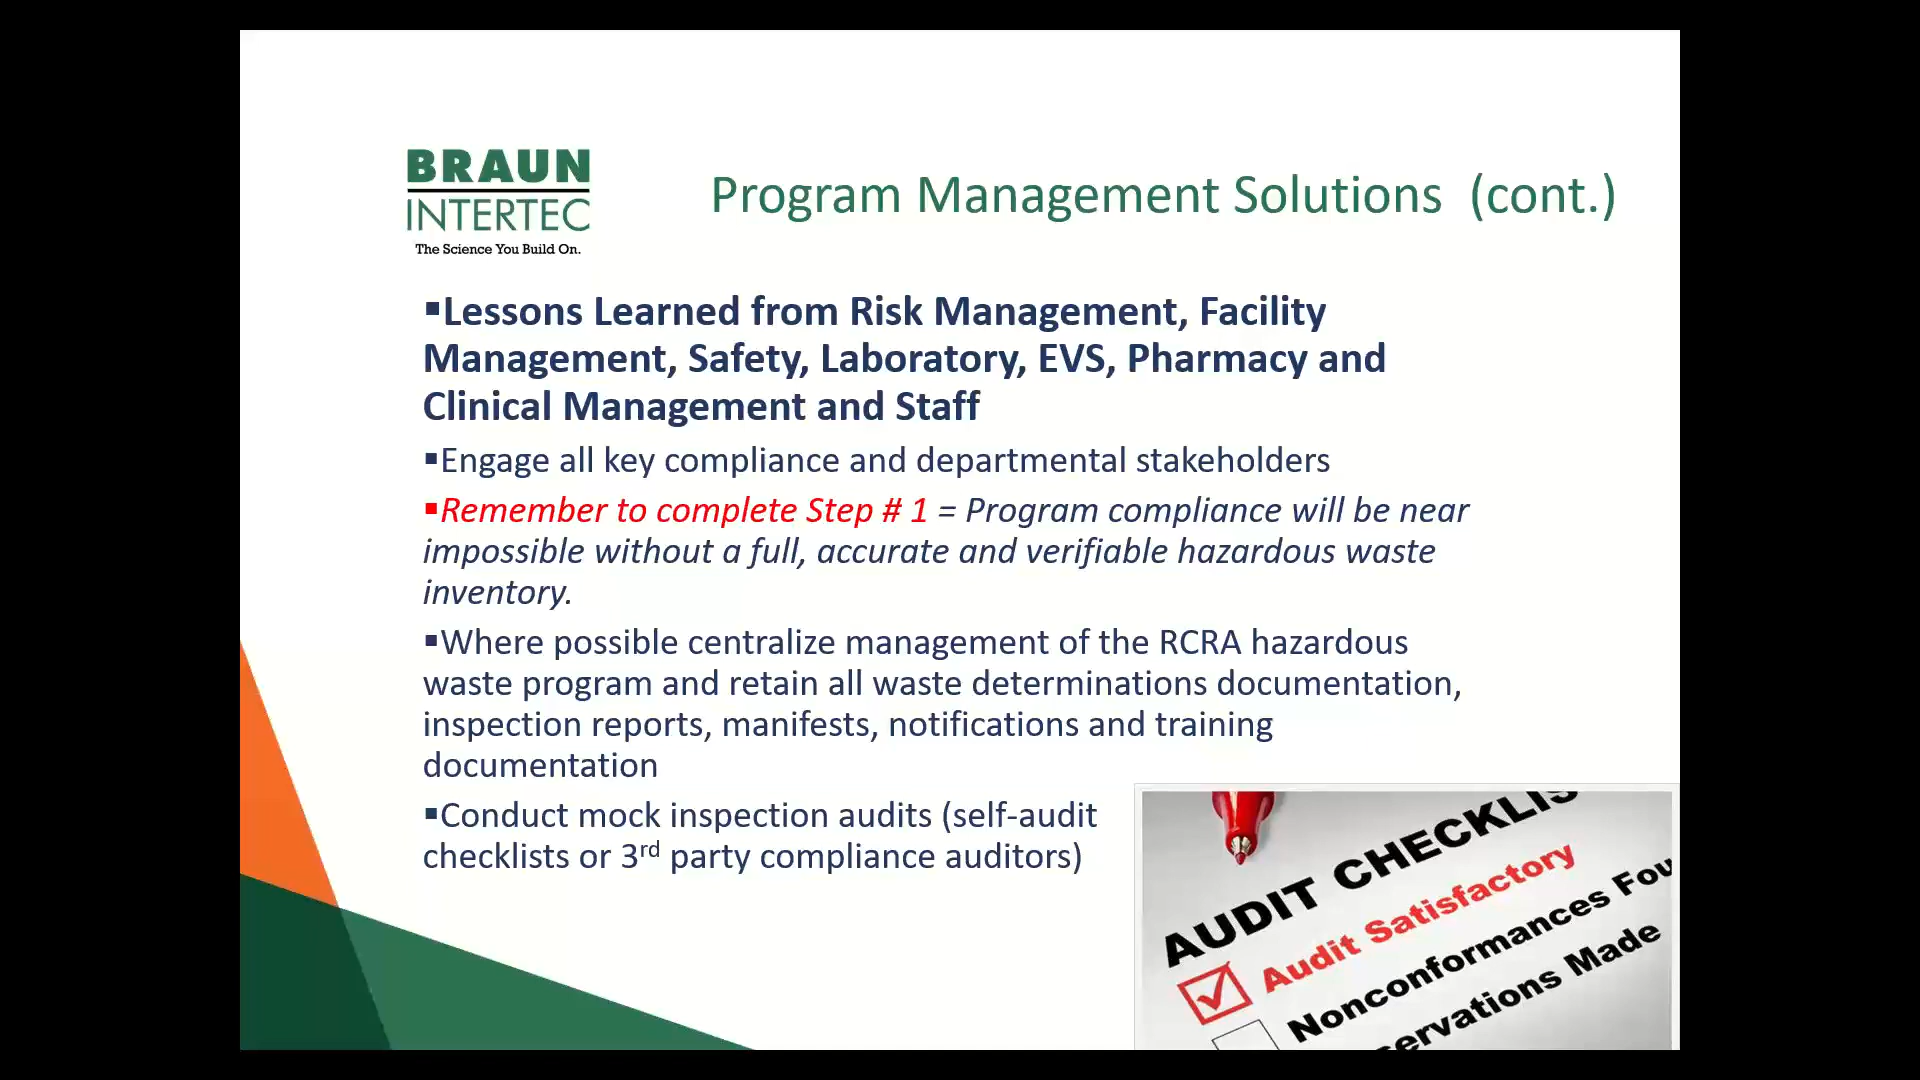 BRAUN
INTERTEC
The Science You Build On.
Program Management Solutions (cont.)
▪Lessons Learned from Risk Management, Facility
Management, Safety, Laboratory, EVS, Pharmacy and
Clinical Management and Staff
▪Engage all key compliance and departmental stakeholders
▪Remember to complete Step # 1 = Program compliance will be near
impossible without a full, accurate and verifiable hazardous waste
inventory.
▪Where possible centralize management of the RCRA hazardous
waste program and retain all waste determinations documentation,
inspection reports, manifests, notifications and training
documentation
▪Conduct mock inspection audits (self-audit
checklists or 3rd party compliance auditors)
AUDIT CHECKLIS
Audit Satisfactory
Nonconformances Fou
servations Made